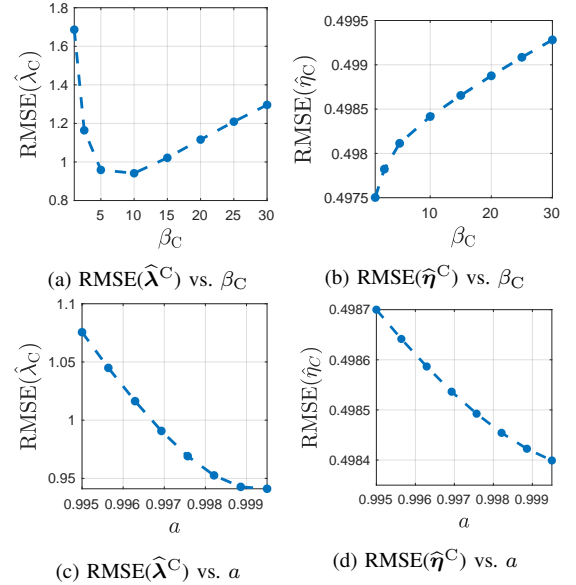 1.8
1.6
1.4
1.2
1
0.8
RMSE(λ̂_C)
5 10 15 20 25 30
β_C
(a) RMSE(λ̂^C) vs. β_C
0.4995
0.499
0.4985
0.498
0.4975
RMSE(η̂_C)
10 20 30
β_C
(b) RMSE(η̂^C) vs. β_C
1.1
1.05
1
0.95
RMSE(λ̂_C)
0.995 0.996 0.997 0.998 0.999
a
(c) RMSE(λ̂^C) vs. a
0.4987
0.4986
0.4985
0.4984
RMSE(η̂_C)
0.995 0.996 0.997 0.998 0.999
a
(d) RMSE(η̂^C) vs. a